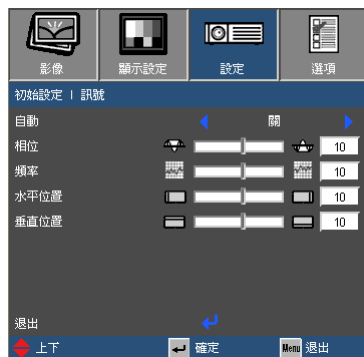 影像 顯示設定 設定 選項
初始設定 | 訊號
自動 關
相位 10
頻率 10
水平位置 10
垂直位置 10
退出
上下 確定 Menu 退出